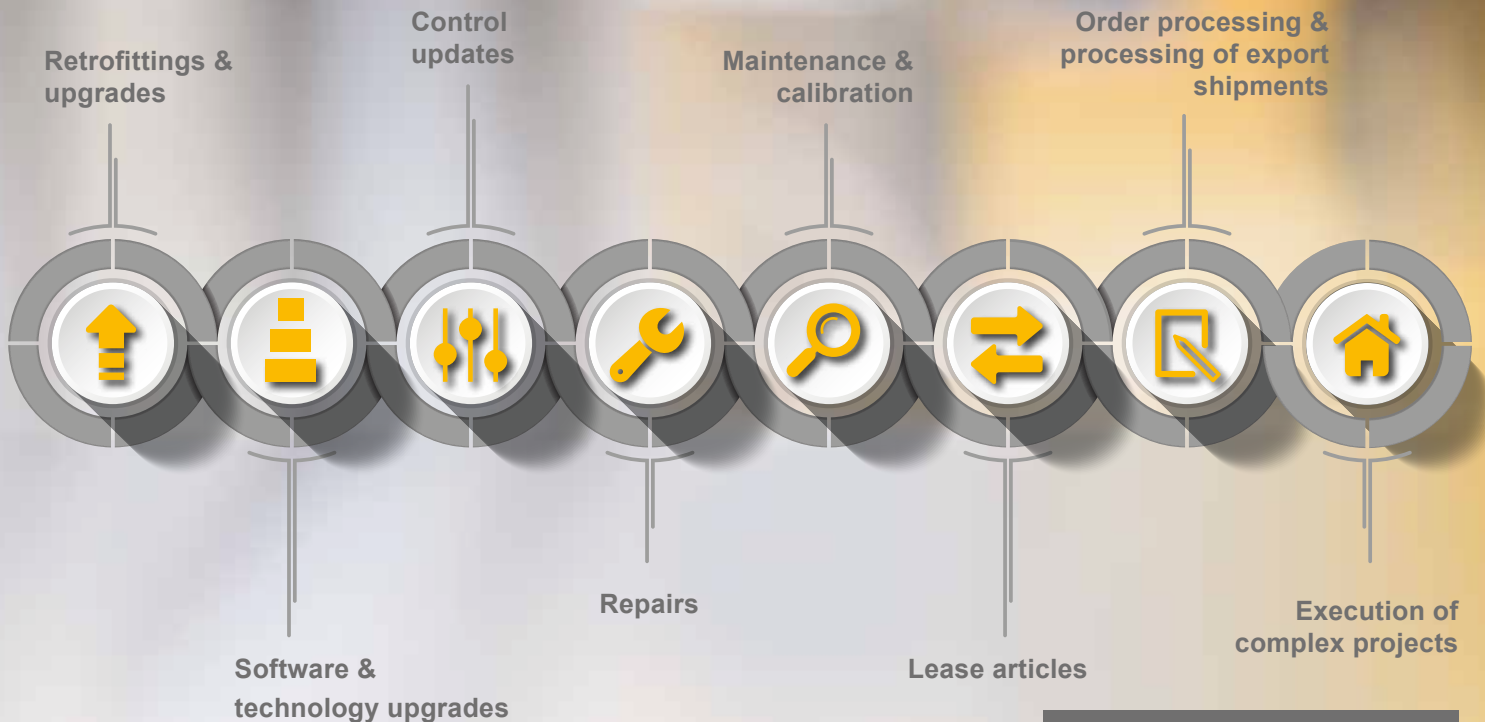 Retrofittings &
upgrades
Software &
technology upgrades
Control
updates
Repairs
Maintenance &
calibration
Lease articles
Order processing &
processing of export
shipments
Execution of
complex projects